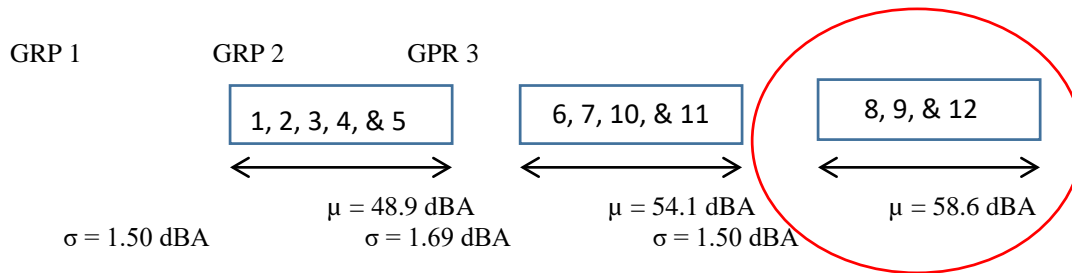 GRP 1 GRP 2 GPR 3
1, 2, 3, 4, & 5 6, 7, 10, & 11 8, 9, & 12
μ = 48.9 dBA μ = 54.1 dBA μ = 58.6 dBA
σ = 1.50 dBA σ = 1.69 dBA σ = 1.50 dBA